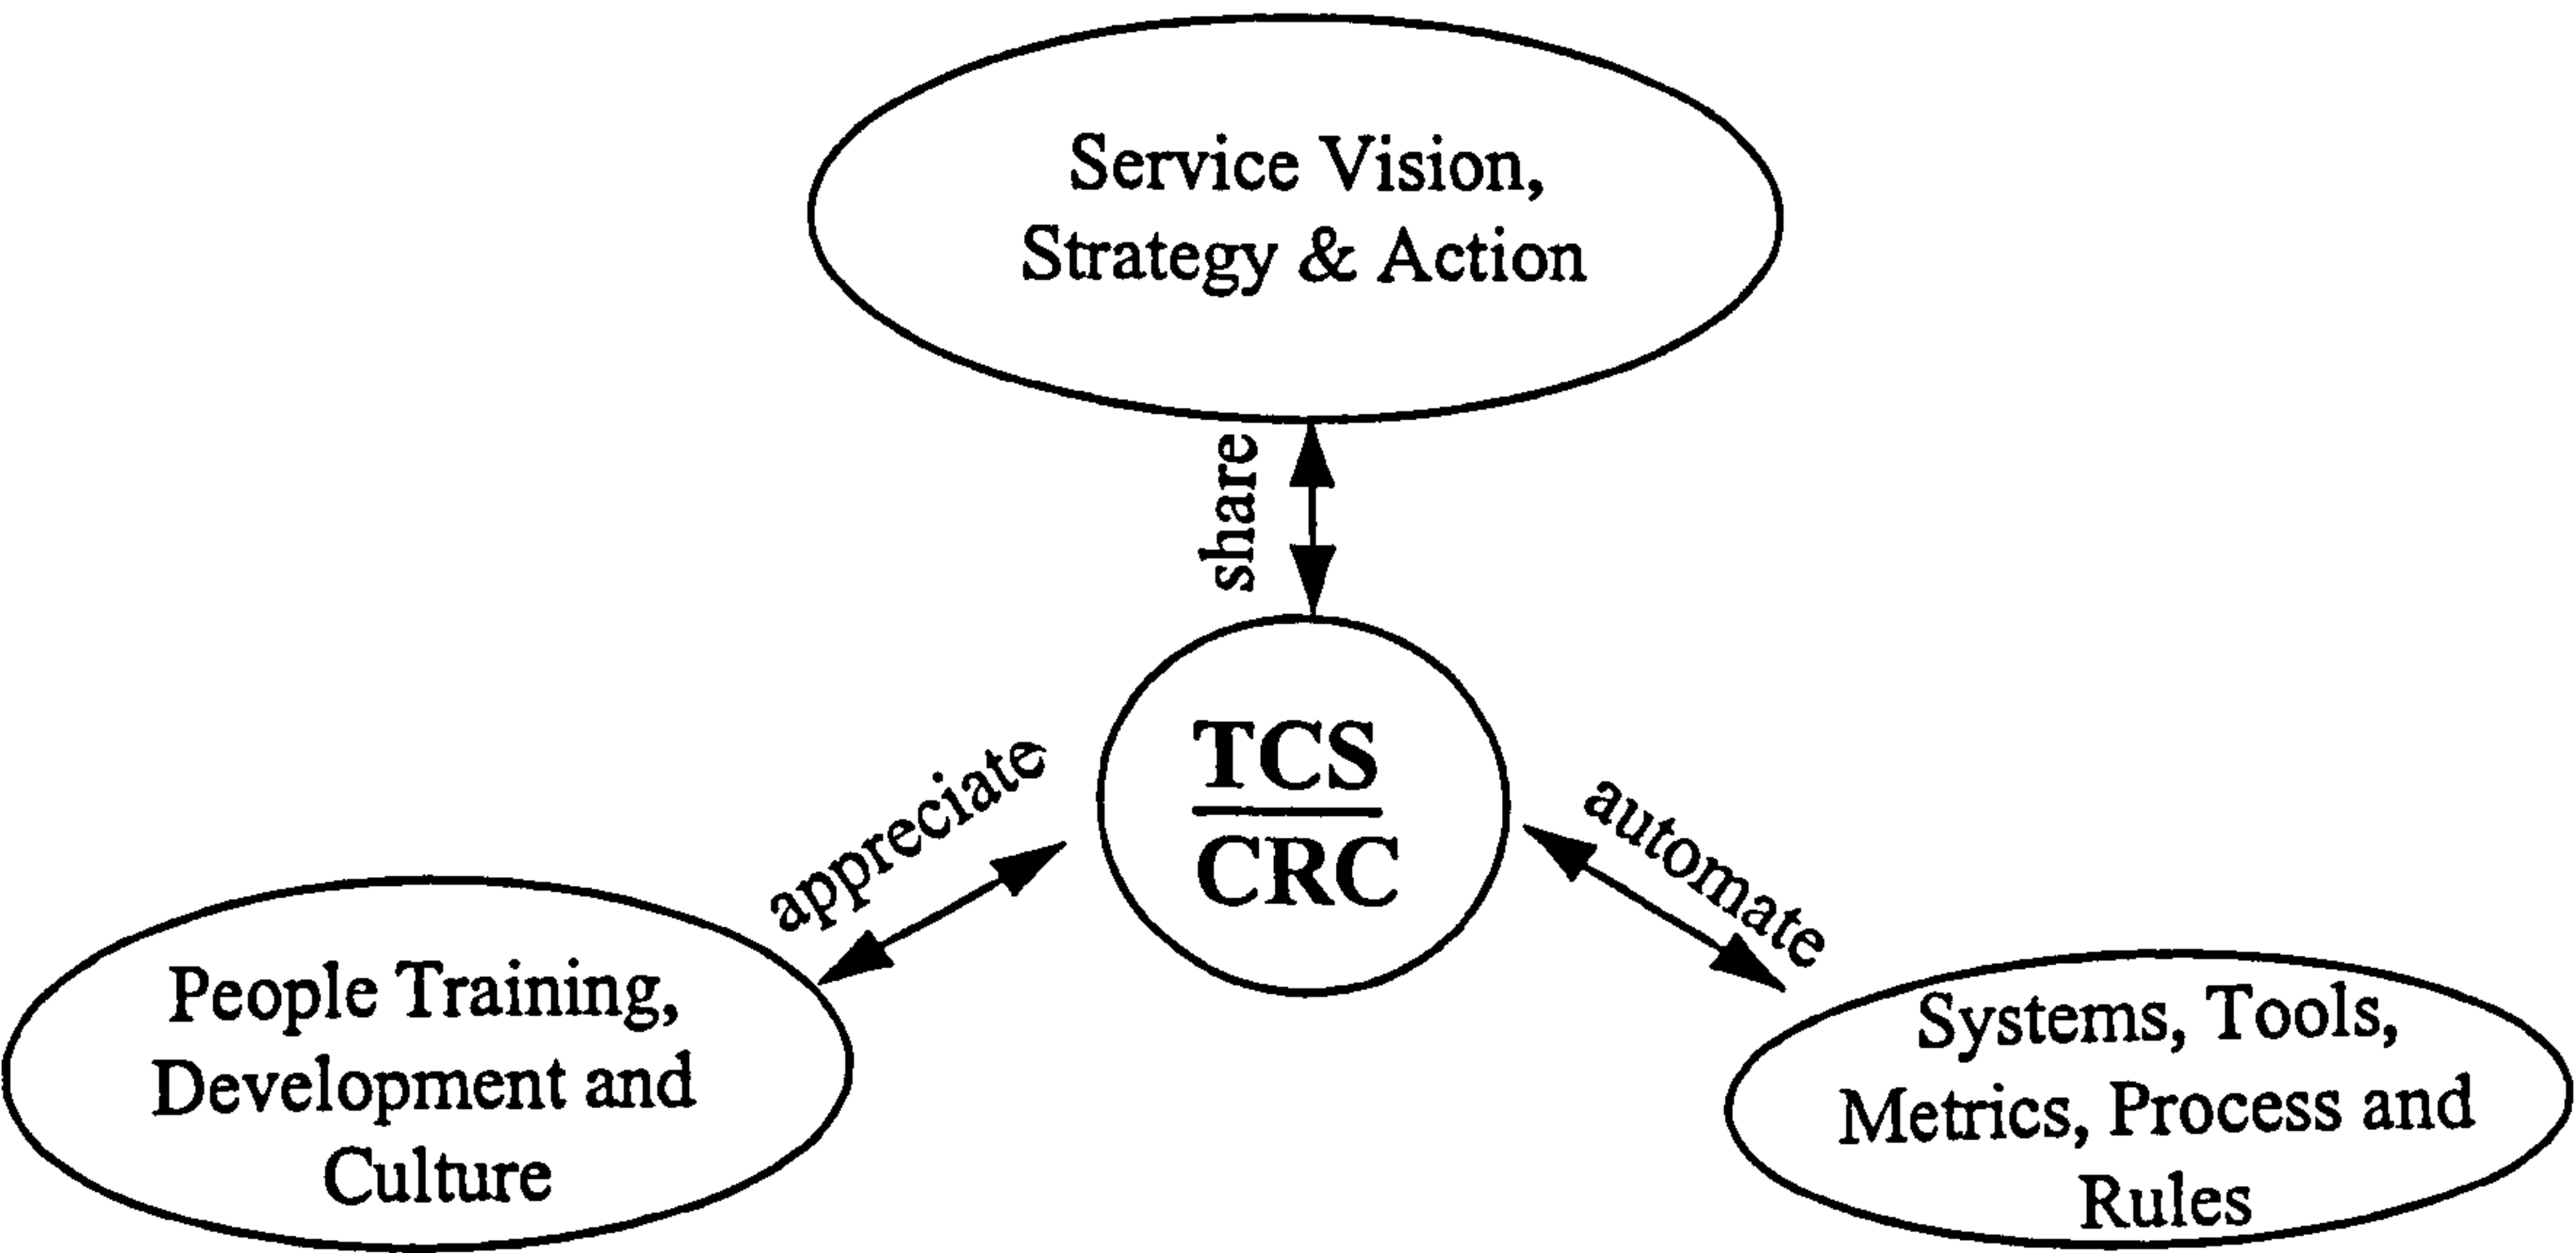 Service Vision,
Strategy & Action
share
TCS
CRC
appreciate
automate
People Training,
Development and
Culture
Systems, Tools,
Metrics, Process and
Rules